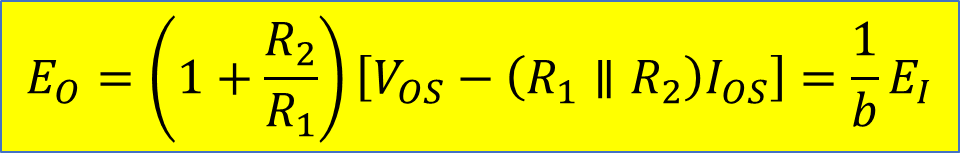 E_O = (1 + R_2/R_1) [V_OS − (R_1 ∥ R_2)I_OS] = 1/b E_I